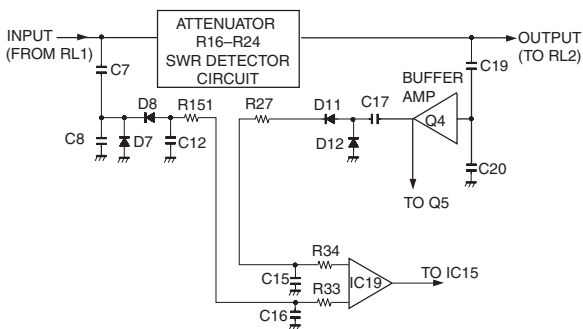 INPUT
(FROM RL1)
ATTENUATOR
R16–R24
SWR DETECTOR
CIRCUIT
OUTPUT
(TO RL2)
C7
C19
BUFFER
AMP
D8
R151
R27
D11
C17
Q4
C8
D7
C12
D12
C20
TO Q5
R34
C15
IC19
TO IC15
R33
C16